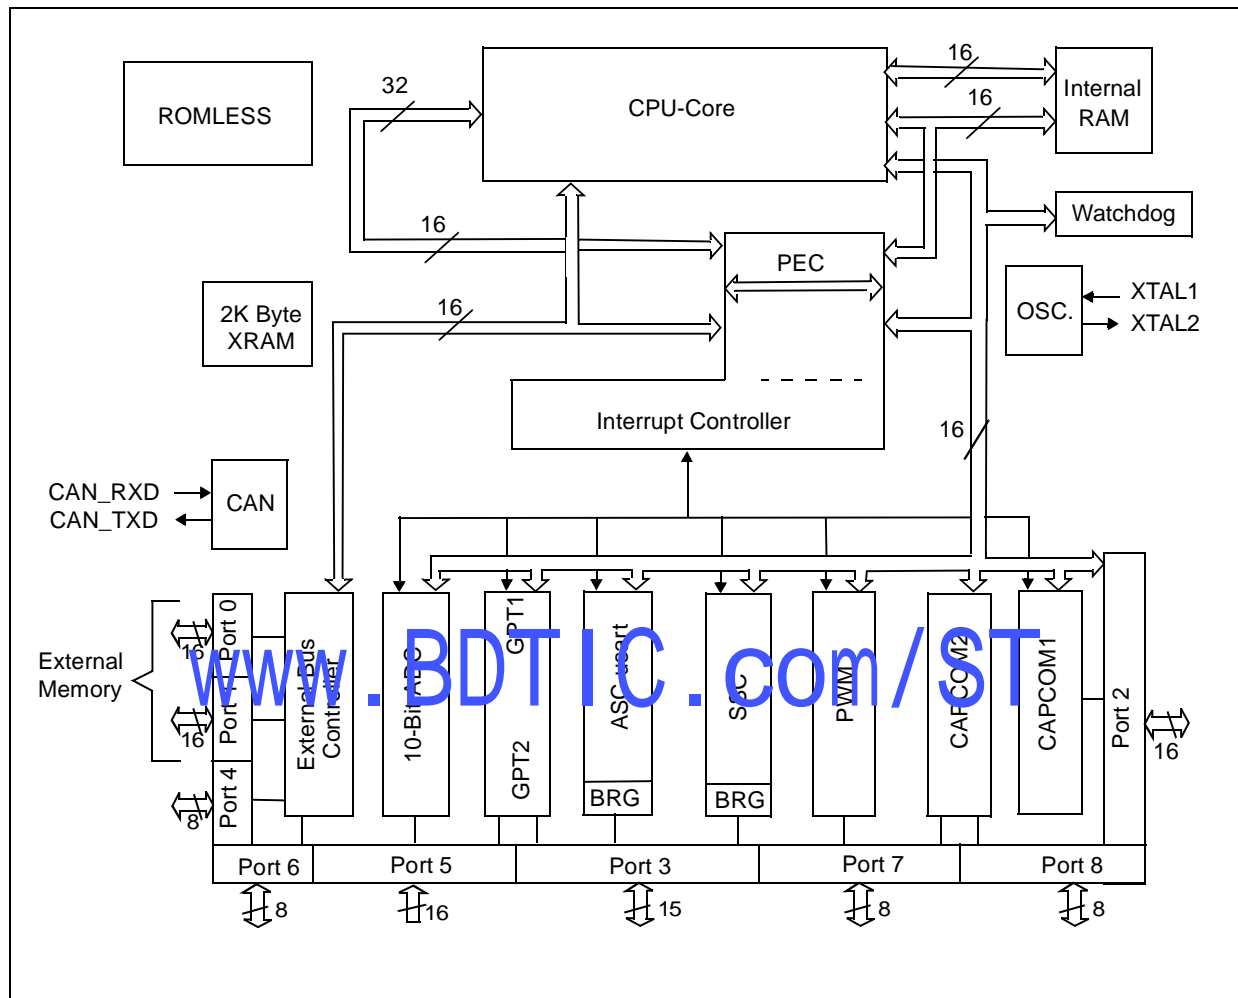 ROMLESS
32
CPU-Core
16
16
Internal
RAM
16
PEC
Watchdog
2K Byte
XRAM
16
OSC.
XTAL1
XTAL2
Interrupt Controller
16
CAN_RXD
CAN_TXD
CAN
External
Memory
16
16
8
Port 0
Port 1
Port 4
External Bus
Controller
10-Bit ADC
GPT1
GPT2
ASC usart
BRG
SSC
BRG
PWM
CAPCOM2
CAPCOM1
Port 2
16
www.BDTIC.com/ST
Port 6
Port 5
Port 3
Port 7
Port 8
8
16
15
8
8